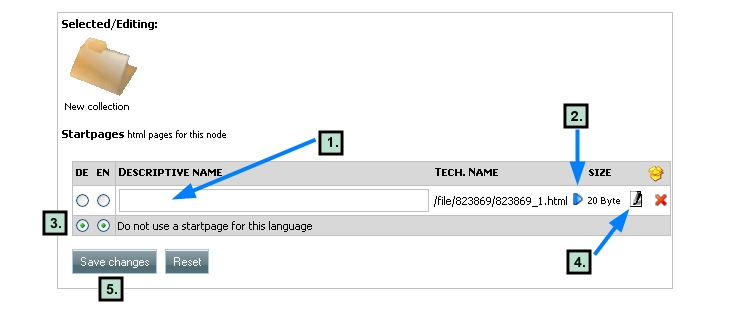 Selected/Editing:
New collection
Startpages html pages for this node
1.
2.
DE EN DESCRIPTIVE NAME TECH. NAME SIZE
/file/823869/823869_1.html 20 Byte
3.
Do not use a startpage for this language
4.
Save changes Reset
5.